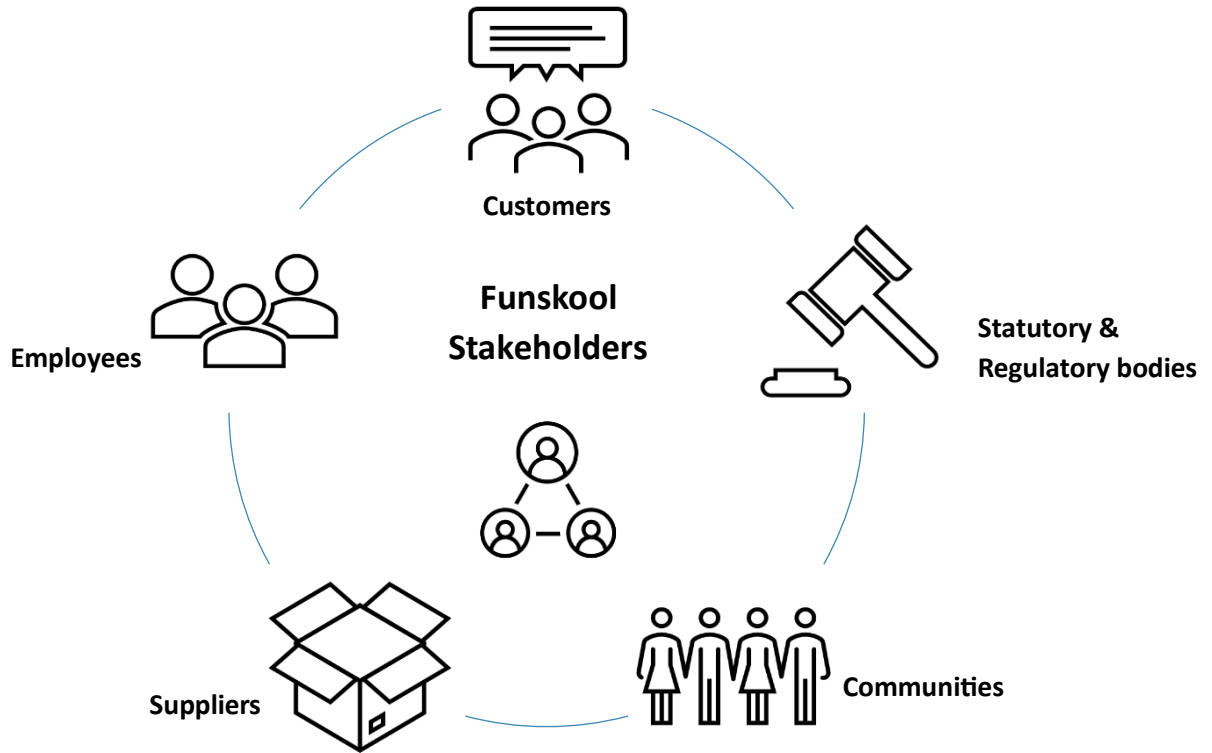 Customers
Funskool
Stakeholders
Statutory &
Regulatory bodies
Employees
Suppliers
Communities